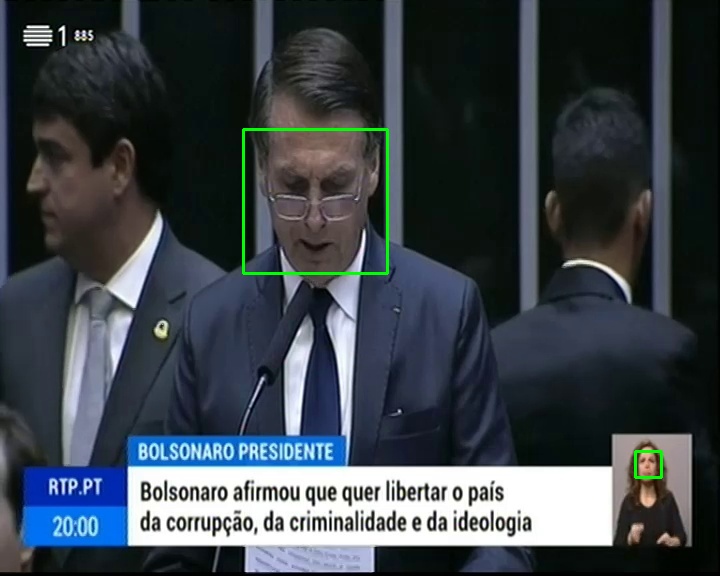 1 885
BOLSONARO PRESIDENTE
RTP.PT
Bolsonaro afirmou que quer libertar o país
20:00
da corrupção, da criminalidade e da ideologia